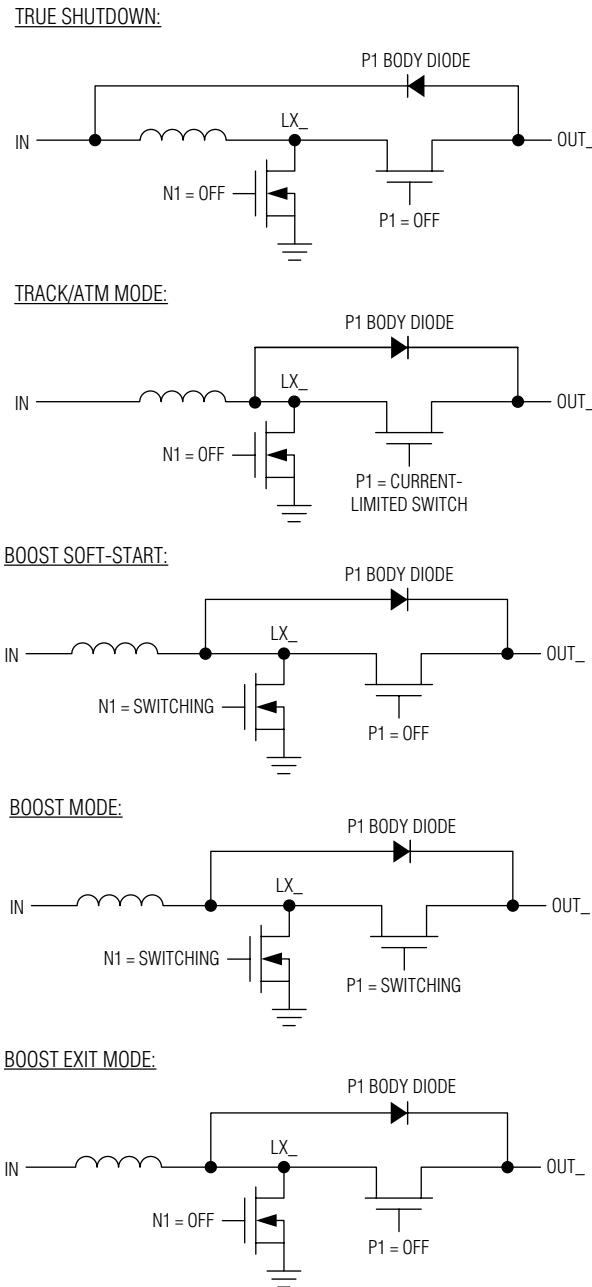 TRUE SHUTDOWN:
P1 BODY DIODE
IN
LX_
OUT_
N1 = OFF
P1 = OFF
TRACK/ATM MODE:
P1 BODY DIODE
IN
LX_
OUT_
N1 = OFF
P1 = CURRENT-
LIMITED SWITCH
BOOST SOFT-START:
P1 BODY DIODE
IN
LX_
OUT_
N1 = SWITCHING
P1 = OFF
BOOST MODE:
P1 BODY DIODE
IN
LX_
OUT_
N1 = SWITCHING
P1 = SWITCHING
BOOST EXIT MODE:
P1 BODY DIODE
IN
LX_
OUT_
N1 = OFF
P1 = OFF